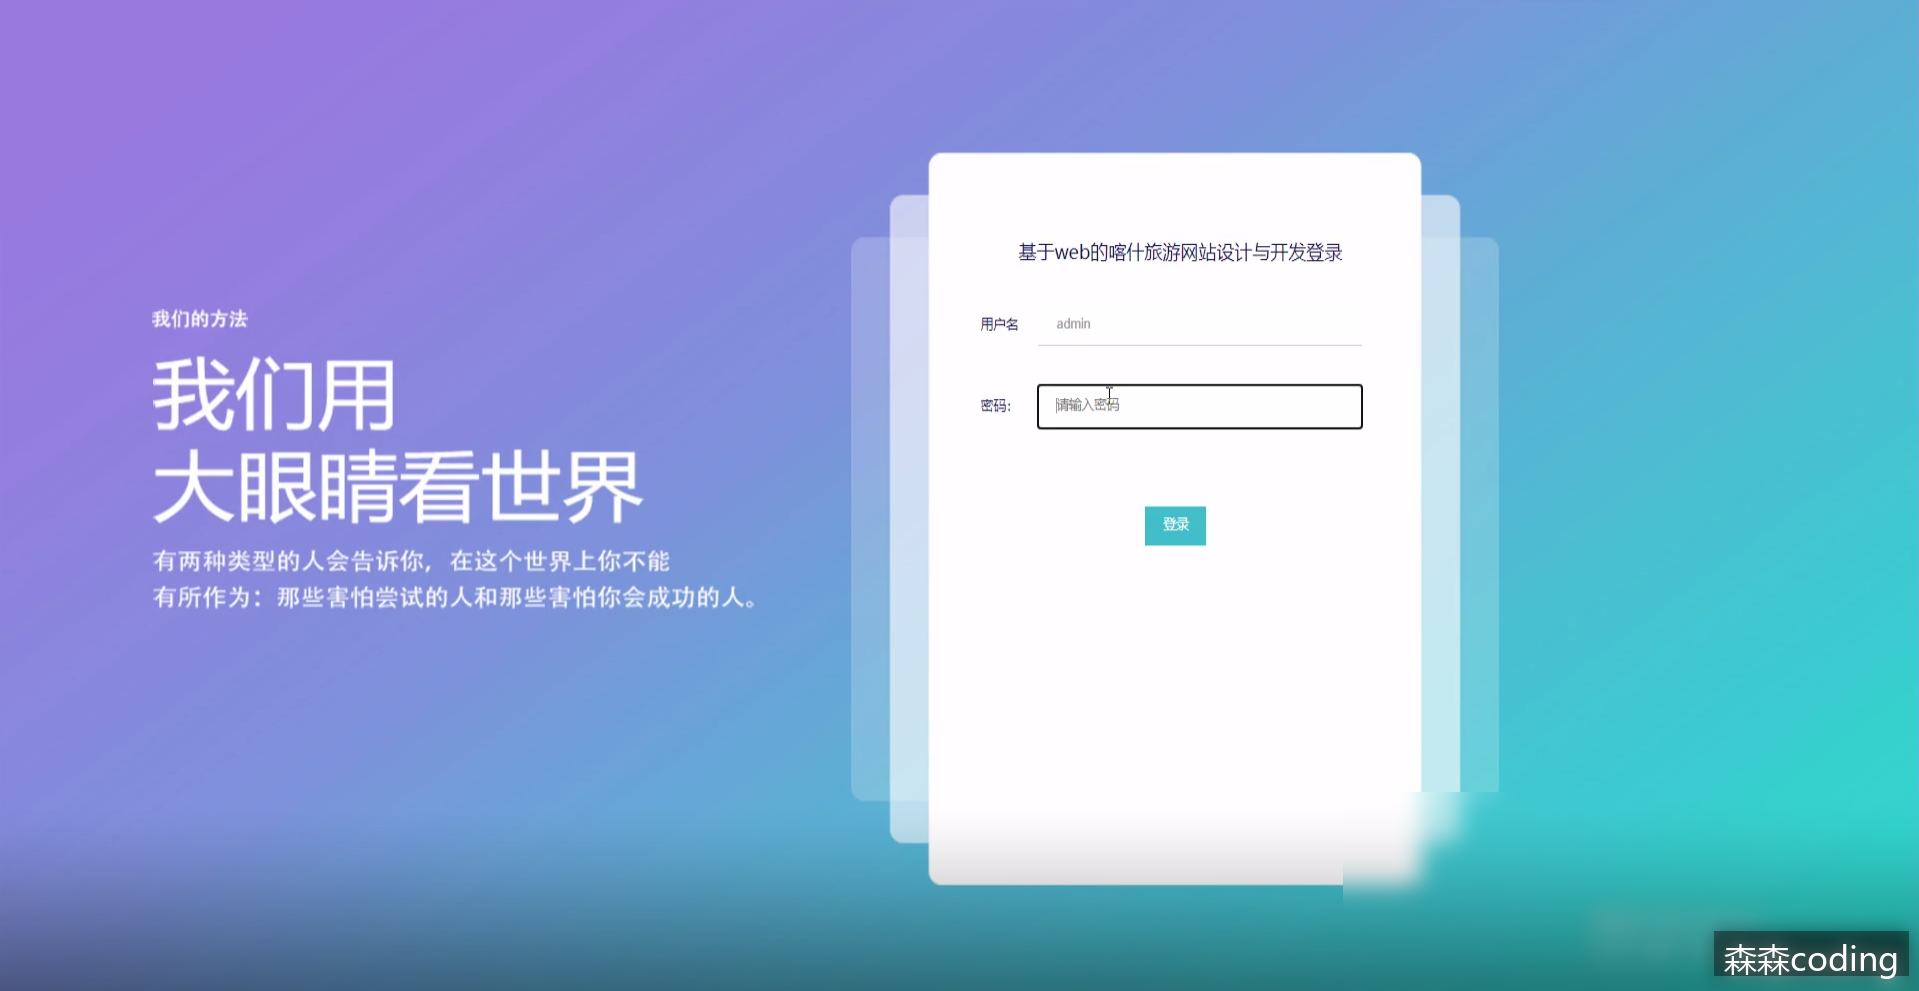 我们的方法
我们用
大眼睛看世界
有两种类型的人会告诉你，在这个世界上你不能
有所作为：那些害怕尝试的人和那些害怕你会成功的人。
基于web的喀什旅游网站设计与开发登录
用户名 admin
密码： 请输入密码
登录
森森coding